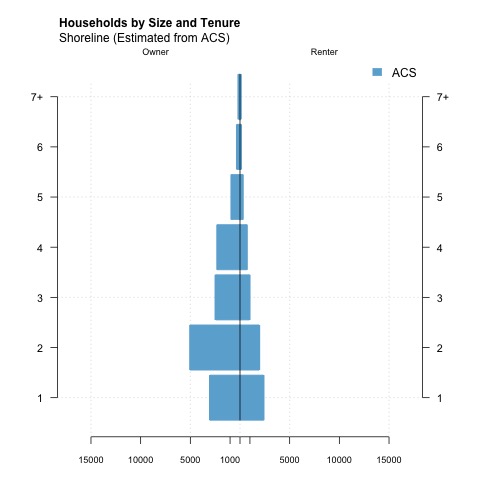 Households by Size and Tenure
Shoreline (Estimated from ACS)
Owner Renter
ACS
7+ 7+
6 6
5 5
4 4
3 3
2 2
1 1
15000 10000 5000 1000 5000 10000 15000